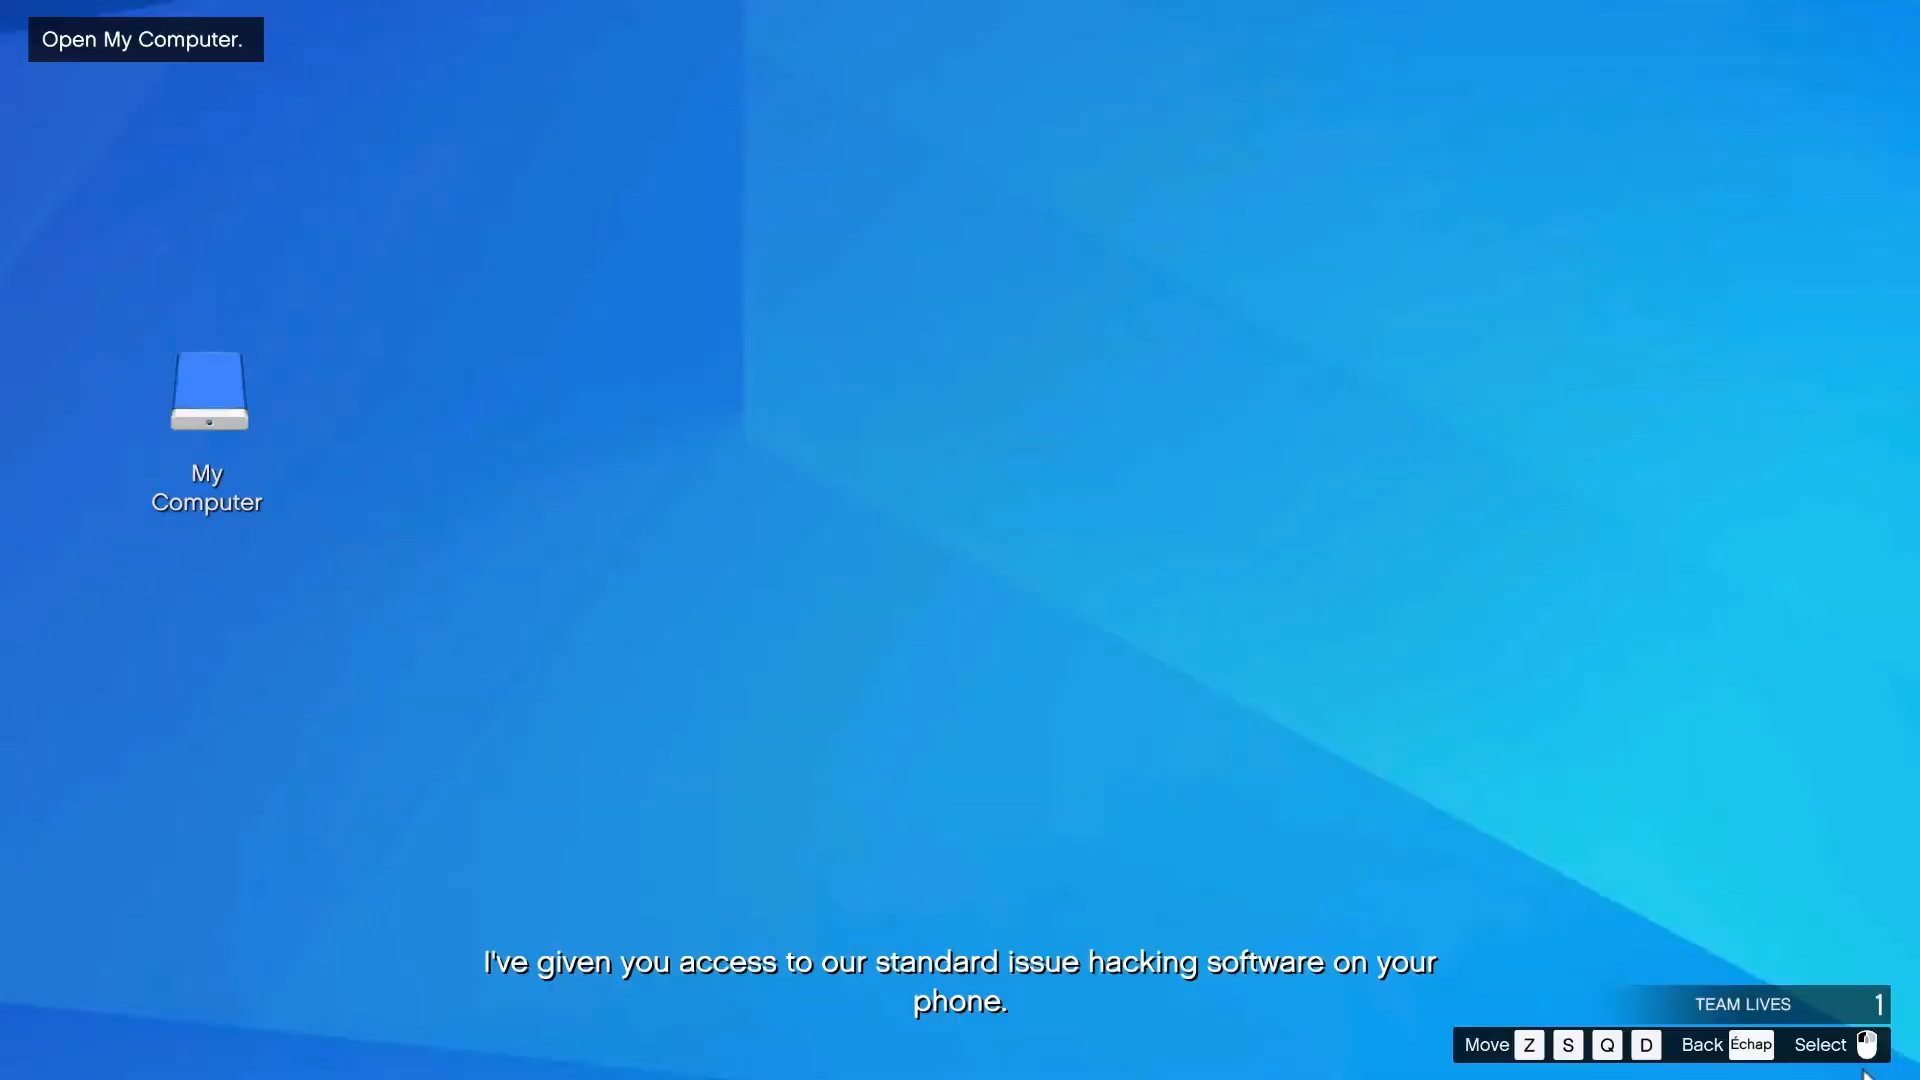 Open My Computer.
My
Computer
I've given you access to our standard issue hacking software on your
phone.
TEAM LIVES 1
Move Z S Q D Back Échap Select